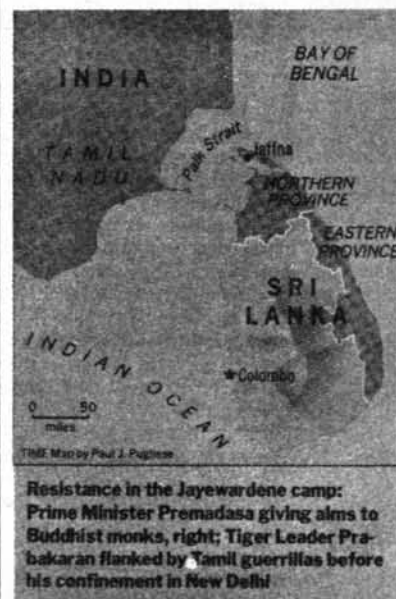 BAY OF
BENGAL
INDIA
TAMIL
NADU
Palk Strait
Jaffna
NORTHERN
PROVINCE
EASTERN
PROVINCE
SRI
LANKA
INDIAN OCEAN
Colombo
0 50
miles
TIME Map by Paul J. Pugliese
Resistance in the Jayewardene camp:
Prime Minister Premadasa giving alms to
Buddhist monks, right; Tiger Leader Pra-
bakaran flanked by Tamil guerrillas before
his confinement in New Delhi